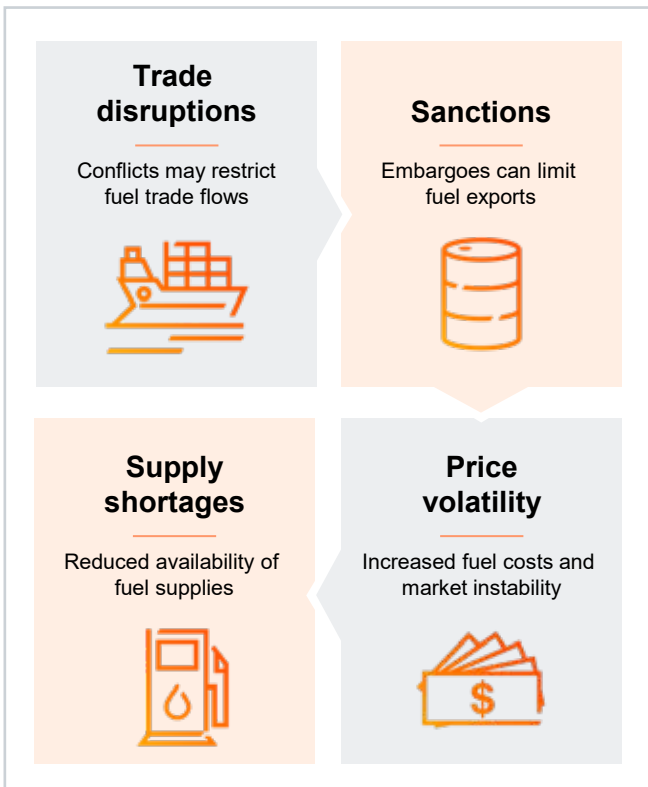 Trade
disruptions
Conflicts may restrict
fuel trade flows
Sanctions
Embargoes can limit
fuel exports
Price
volatility
Increased fuel costs and
market instability
$
Supply
shortages
Reduced availability of
fuel supplies